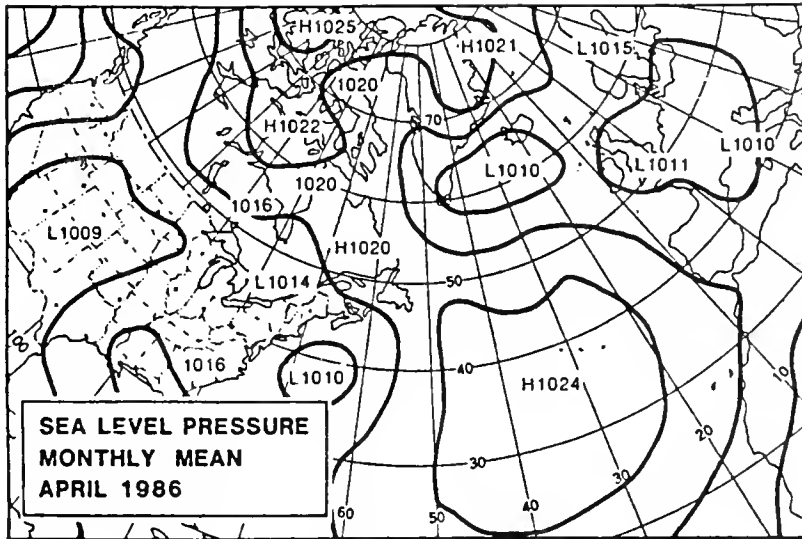 H1025
H1021
L1015
1020
H1022
70
L1010
L1011
L1010
1020
1016
L1009
H1020
L1014
50
1016
L1010
40
H1024
10
20
30
30
40
50
60
SEA LEVEL PRESSURE
MONTHLY MEAN
APRIL 1986